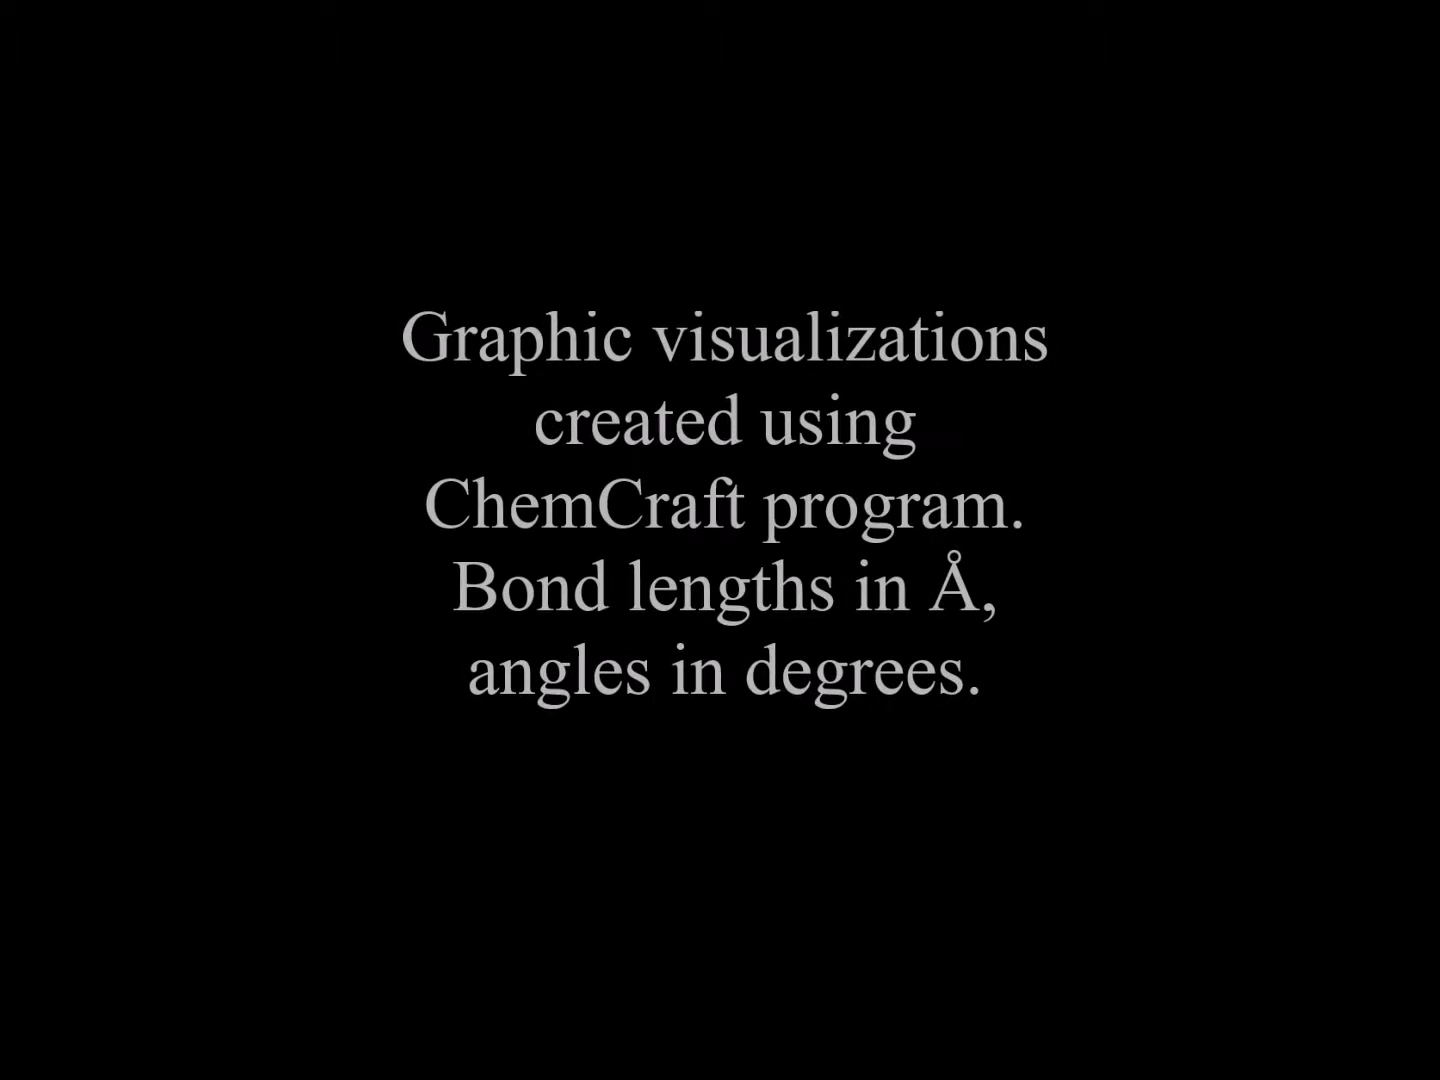 Graphic visualizations
created using
ChemCraft program.
Bond lengths in Å,
angles in degrees.